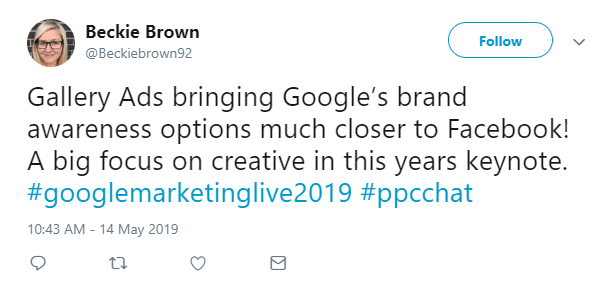 Beckie Brown
@Beckiebrown92
Follow
Gallery Ads bringing Google’s brand
awareness options much closer to Facebook!
A big focus on creative in this years keynote.
#googlemarketinglive2019 #ppcchat
10:43 AM - 14 May 2019